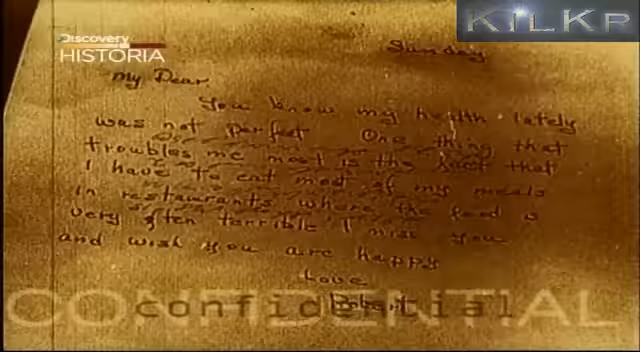 Discovery
HISTORIA
KILKR
Sunday
My Dear
You know my health lately
was not perfect One thing that
troubles me most is the fact that
I have to eat most of my meals
in restaurants where the food is
very often terrible I miss you
and wish you are happy
Love
Robert
CONFIDENTIAL
confidential